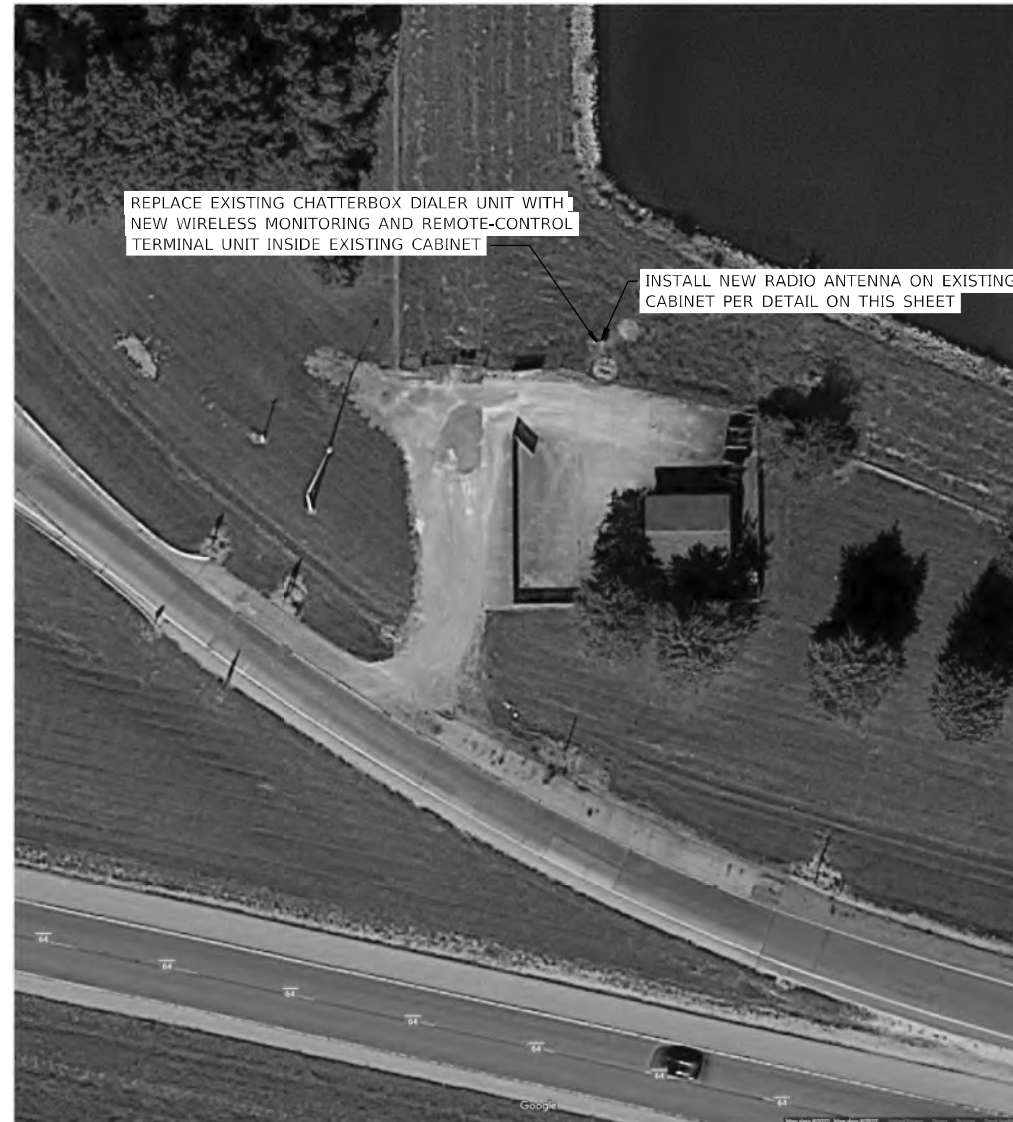 REPLACE EXISTING CHATTERBOX DIALER UNIT WITH
NEW WIRELESS MONITORING AND REMOTE-CONTROL
TERMINAL UNIT INSIDE EXISTING CABINET
INSTALL NEW RADIO ANTENNA ON EXISTING
CABINET PER DETAIL ON THIS SHEET
64
64
64
64
64
64
64
Google